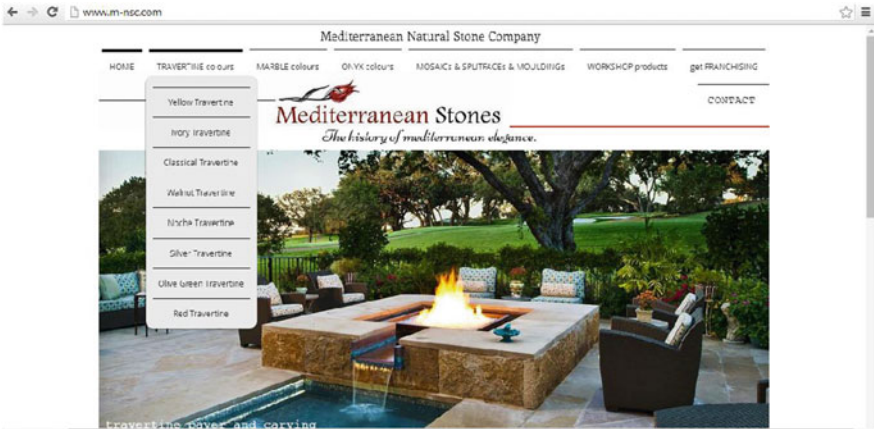 www.m-nsc.com
Mediterranean Natural Stone Company
HOME TRAVERTINE colours MARBLE colours ONYX colours MOSAICs & SPLITFACEs & MOULDINGs WORKSHOP products get FRANCHISING
CONTACT
Yellow Travertine
Ivory Travertine
Classical Travertine
Walnut Travertine
Noche Travertine
Silver Travertine
Olive Green Travertine
Red Travertine
Mediterranean Stones
The history of mediterranean elegance.
travertine paver and carving